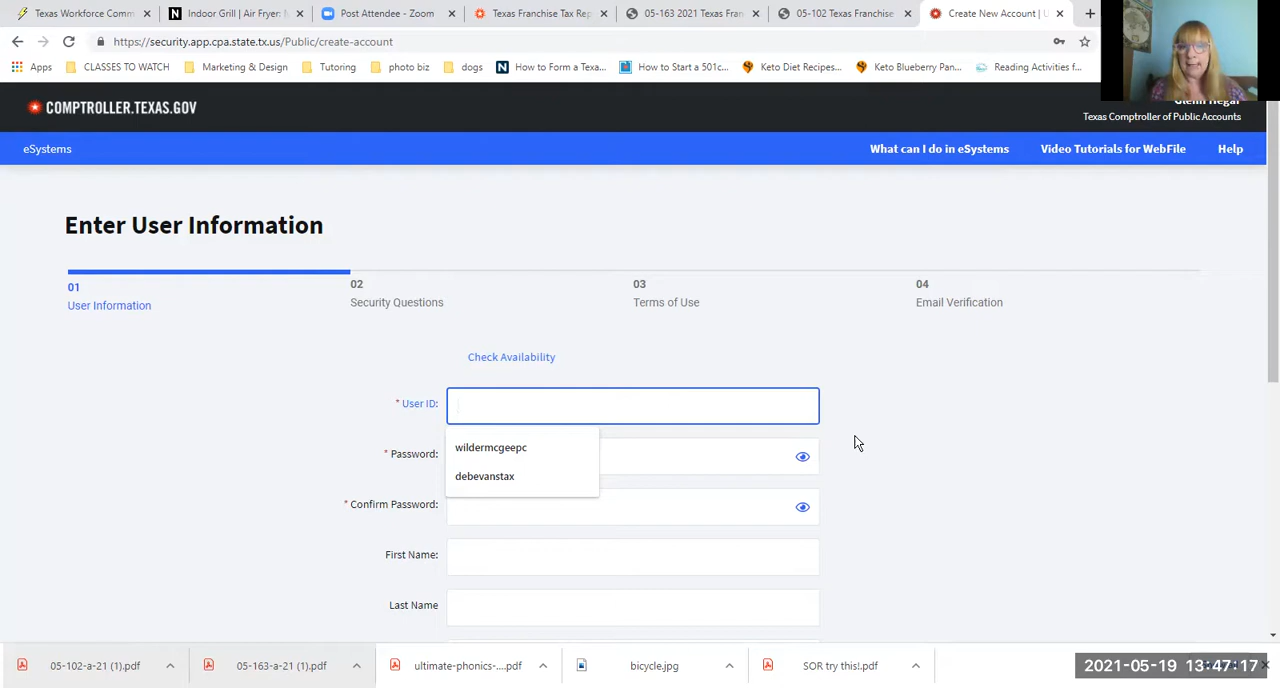 Texas Workforce Comm
Indoor Grill | Air Fryer: N
Post Attendee - Zoom
Texas Franchise Tax Rep
05-163 2021 Texas Fran
05-102 Texas Franchise
Create New Account | U
https://security.app.cpa.state.tx.us/Public/create-account
Apps CLASSES TO WATCH Marketing & Design Tutoring photo biz dogs How to Form a Texa... How to Start a 501c... Keto Diet Recipes... Keto Blueberry Pan... Reading Activities f...
COMPTROLLER.TEXAS.GOV
Glenn Hegar
Texas Comptroller of Public Accounts
eSystems What can I do in eSystems Video Tutorials for WebFile Help
Enter User Information
01
User Information
02
Security Questions
03
Terms of Use
04
Email Verification
Check Availability
* User ID:
wildermcgeepc
debevanstax
* Password:
* Confirm Password:
First Name:
Last Name
05-102-a-21 (1).pdf
05-163-a-21 (1).pdf
ultimate-phonics-....pdf
bicycle.jpg
SOR try this!.pdf
2021-05-19 13:47:17